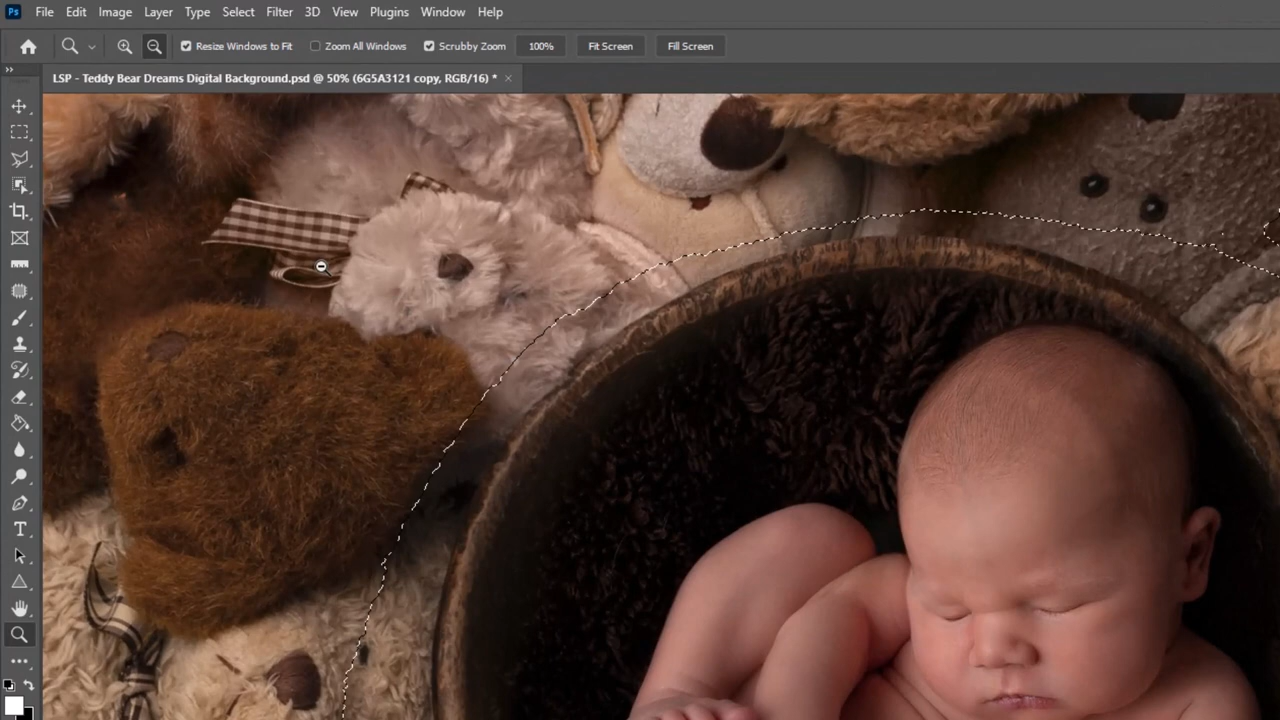 Ps File Edit Image Layer Type Select Filter 3D View Plugins Window Help
Resize Windows to Fit Zoom All Windows Scrubby Zoom 100% Fit Screen Fill Screen
LSP - Teddy Bear Dreams Digital Background.psd @ 50% (6G5A3121 copy, RGB/16) * ×
T